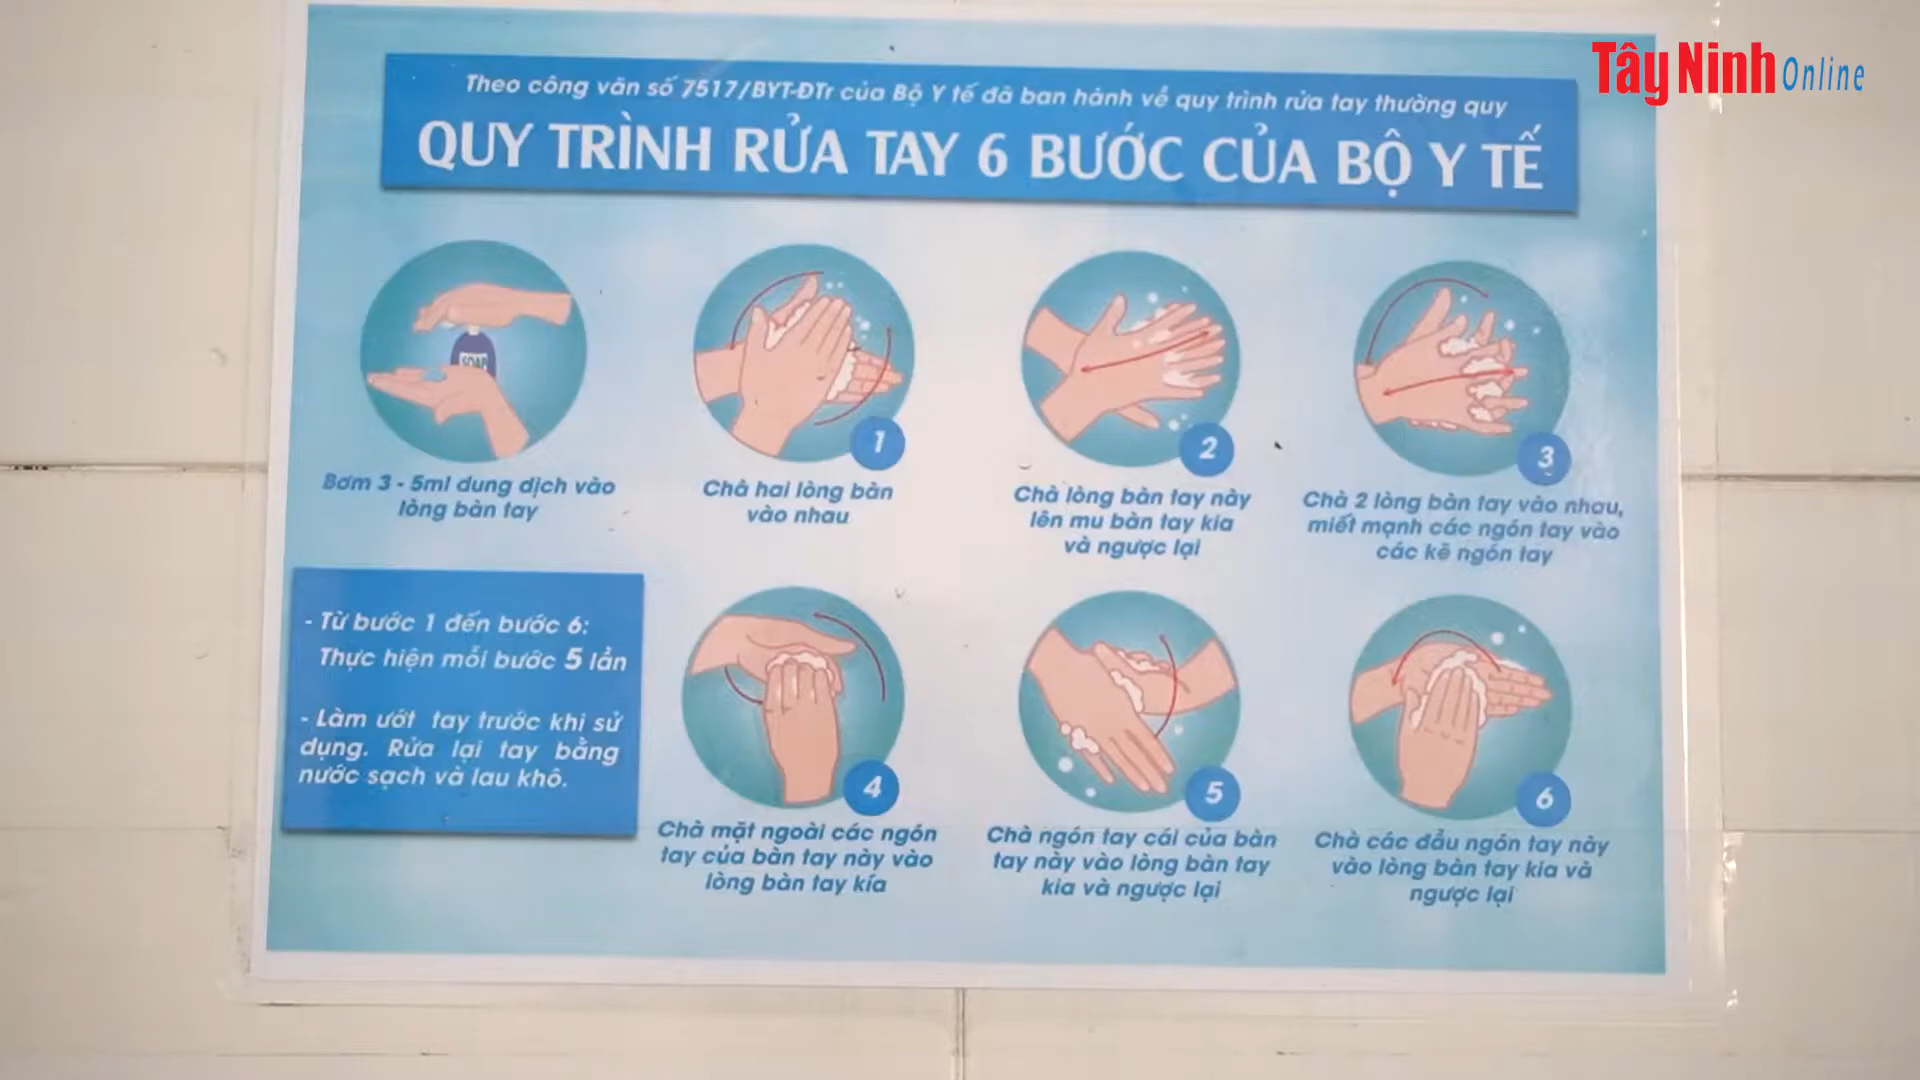 Tây Ninh Online
Theo công văn số 7517/BYT-ĐTr của Bộ Y tế đã ban hành về quy trình rửa tay thường quy
QUY TRÌNH RỬA TAY 6 BƯỚC CỦA BỘ Y TẾ
SOAP
Bơm 3 - 5ml dung dịch vào
lòng bàn tay
1
Chà hai lòng bàn
vào nhau
2
Chà lòng bàn tay này
lên mu bàn tay kia
và ngược lại
3
Chà 2 lòng bàn tay vào nhau,
miết mạnh các ngón tay vào
các kẽ ngón tay
- Từ bước 1 đến bước 6:
Thực hiện mỗi bước 5 lần
- Làm ướt tay trước khi sử
dụng. Rửa lại tay bằng
nước sạch và lau khô.
4
Chà mặt ngoài các ngón
tay của bàn tay này vào
lòng bàn tay kía
5
Chà ngón tay cái của bàn
tay này vào lòng bàn tay
kia và ngược lại
6
Chà các đầu ngón tay này
vào lòng bàn tay kia và
ngược lại